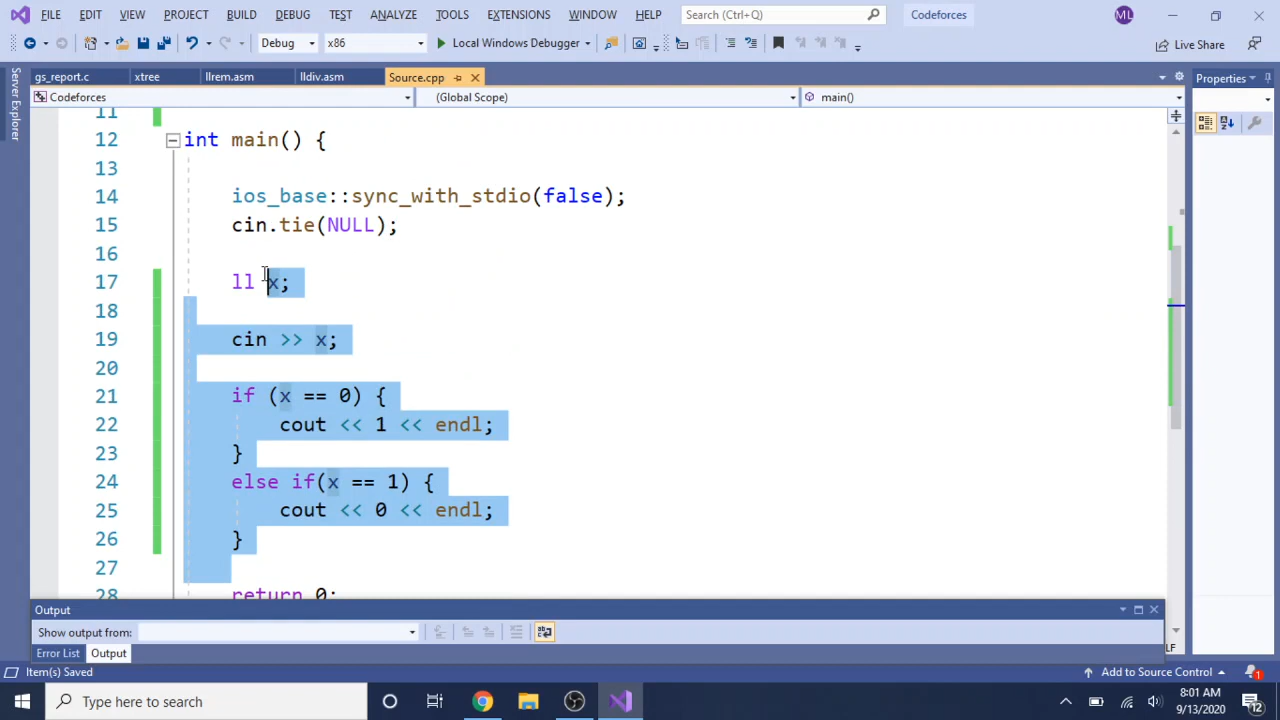 FILE EDIT VIEW PROJECT BUILD DEBUG TEST ANALYZE TOOLS EXTENSIONS WINDOW HELP Search (Ctrl+Q) Codeforces ML
Debug x86 Local Windows Debugger Live Share
Server Explorer
gs_report.c xtree llrem.asm lldiv.asm Source.cpp Properties
Codeforces (Global Scope) main()
11
12 int main() {
13
14 ios_base::sync_with_stdio(false);
15 cin.tie(NULL);
16
17 ll x;
18
19 cin >> x;
20
21 if (x == 0) {
22 cout << 1 << endl;
23 }
24 else if(x == 1) {
25 cout << 0 << endl;
26 }
27
28 return 0;
Output
Show output from:
LF
Error List Output
Item(s) Saved Add to Source Control 1
Type here to search
8:01 AM
9/13/2020
12